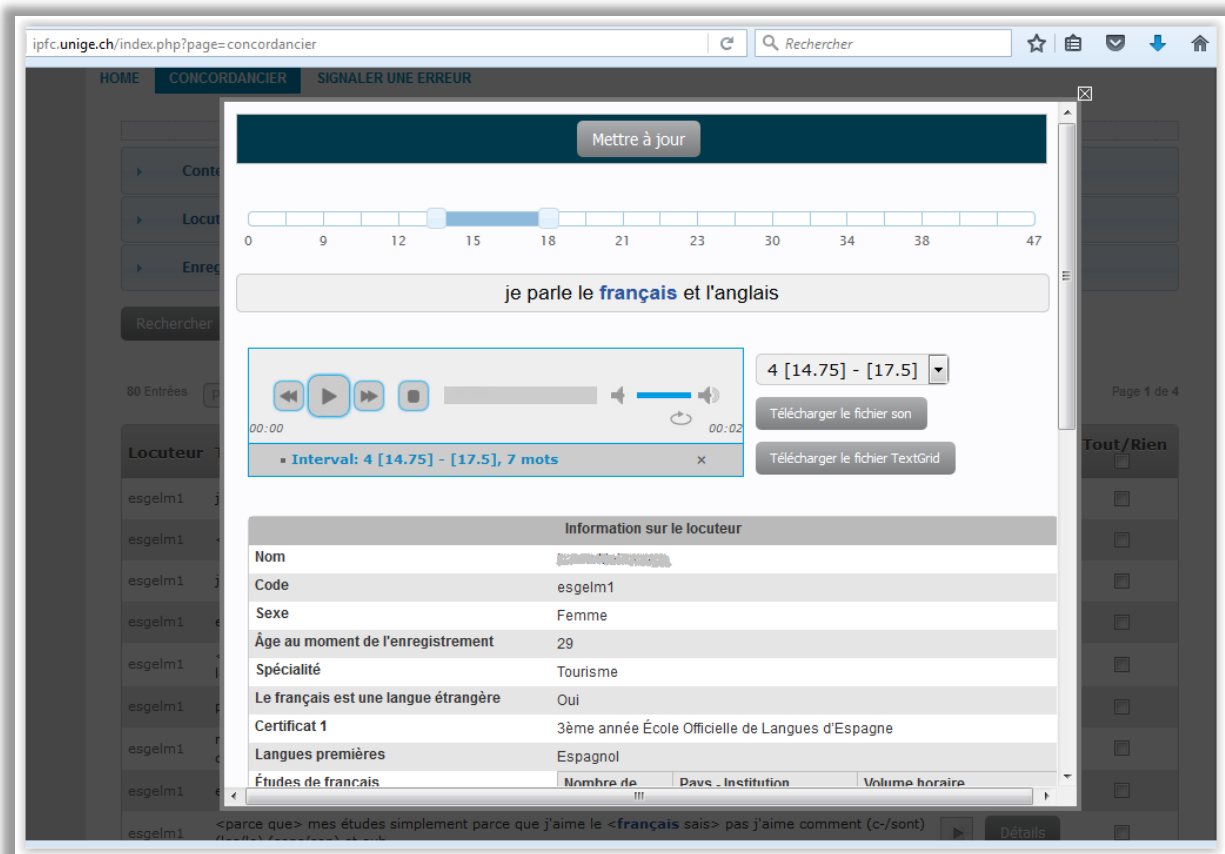 ipfc.unige.ch/index.php?page=concordancier
Rechercher
HOME CONCORDANCIER SIGNALER UNE ERREUR
Mettre à jour
0 9 12 15 18 21 23 30 34 38 47
je parle le français et l'anglais
Rechercher
80 Entrées
Page 1 de 4
4 [14.75] - [17.5]
Télécharger le fichier son
00:00 00:02
Interval: 4 [14.75] - [17.5], 7 mots ×
Télécharger le fichier TextGrid
Locuteur
Tout/Rien
Information sur le locuteur
Nom
Code esgelm1
Sexe Femme
Âge au moment de l'enregistrement 29
Spécialité Tourisme
Le français est une langue étrangère Oui
Certificat 1 3ème année École Officielle de Langues d'Espagne
Langues premières Espagnol
Études de français Nombre de Pays - Institution Volume horaire
esgelm1
esgelm1
esgelm1
esgelm1
esgelm1
esgelm1
esgelm1
esgelm1
esgelm1 <parce que> mes études simplement parce que j'aime le <français sais> pas j'aime comment (c-/sont)
Détails